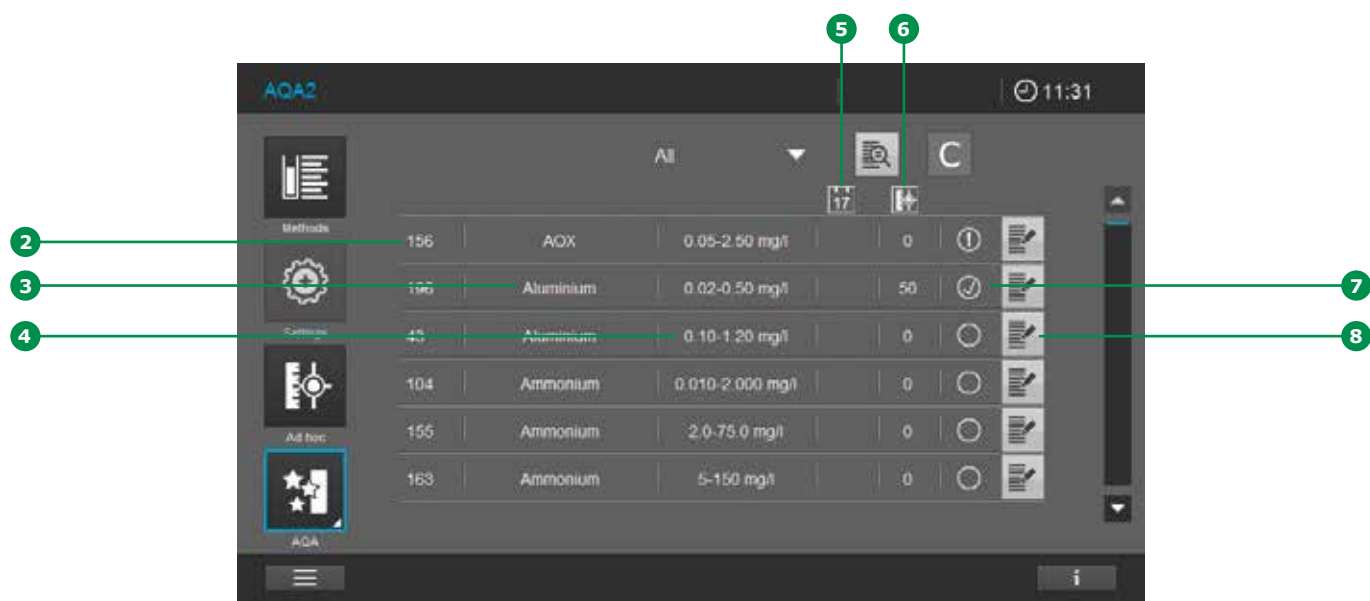 5 6
AQA2 11:31
All C
17
Methods
2 156 AOX 0.05-2.50 mg/l 0
3 196 Aluminium 0.02-0.50 mg/l 50 7
Settings
4 43 Aluminium 0.10-1.20 mg/l 0 8
104 Ammonium 0.010-2.000 mg/l 0
Ad hoc
155 Ammonium 2.0-75.0 mg/l 0
163 Ammonium 5-150 mg/l 0
AQA
i